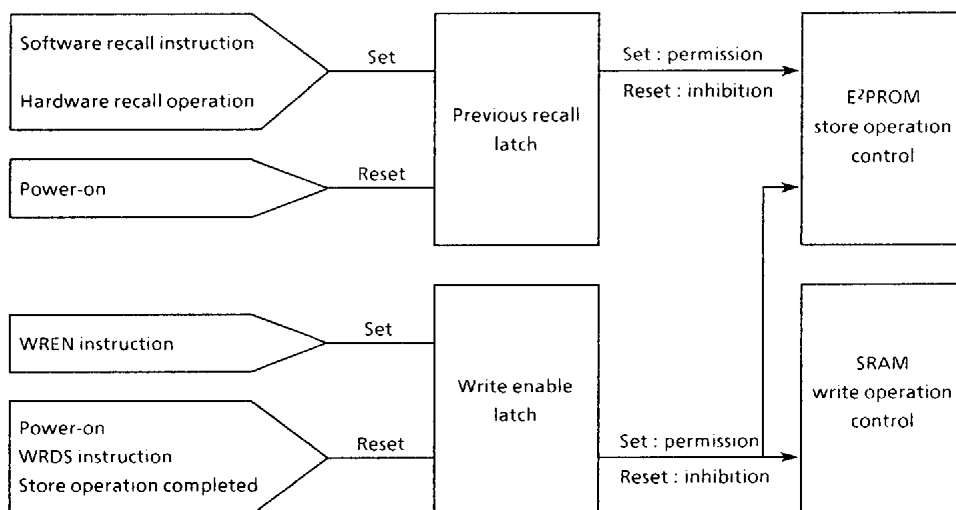 Software recall instruction
Hardware recall operation
Set
Power-on
Reset
Previous recall
latch
Set : permission
Reset : inhibition
E²PROM
store operation
control
WREN instruction
Set
Power-on
WRDS instruction
Store operation completed
Reset
Write enable
latch
Set : permission
Reset : inhibition
SRAM
write operation
control